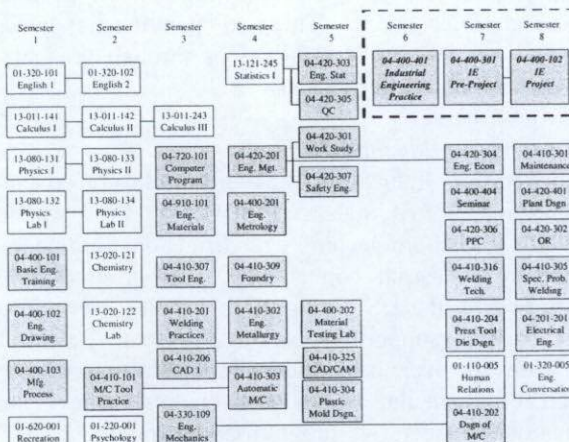 Semester
1
Semester
2
Semester
3
Semester
4
Semester
5
Semester
6
Semester
7
Semester
8
13-121-245
Statistics I
04-420-303
Eng. Stat
04-400-401
Industrial
Engineering
Practice
04-400-301
IE
Pre-Project
04-400-102
IE
Project
01-320-101
English 1
01-320-102
English 2
04-420-305
QC
13-011-141
Calculus I
13-011-142
Calculus II
13-011-243
Calculus III
04-420-301
Work Study
13-080-131
Physics I
13-080-133
Physics II
04-720-101
Computer
Program
04-420-201
Eng. Mgt.
04-420-307
Safety Eng.
04-420-304
Eng. Econ
04-410-301
Maintenance
13-080-132
Physics
Lab I
13-080-134
Physics
Lab II
04-910-101
Eng.
Materials
04-400-201
Eng.
Metrology
04-400-404
Seminar
04-420-401
Plant Dsgn
04-420-306
PPC
04-420-302
OR
04-400-101
Basic Eng.
Training
13-020-121
Chemistry
04-410-307
Tool Eng.
04-410-309
Foundry
04-410-316
Welding
Tech.
04-410-305
Spec. Prob.
Welding
04-400-102
Eng.
Drawing
13-020-122
Chemistry
Lab
04-410-201
Welding
Practices
04-410-302
Eng.
Metallurgy
04-400-202
Material
Testing Lab
04-410-204
Press Tool
Die Dsgn.
04-201-201
Electrical
Eng.
04-400-103
Mfg.
Process
04-410-101
M/C Tool
Practice
04-410-206
CAD I
04-410-303
Automatic
M/C
04-410-325
CAD/CAM
04-410-304
Plastic
Mold Dsgn.
01-110-005
Human
Relations
01-320-005
Eng.
Conversation
01-620-001
Recreation
01-220-001
Psychology
04-330-109
Eng.
Mechanics
04-410-202
Dsgn of
M/C